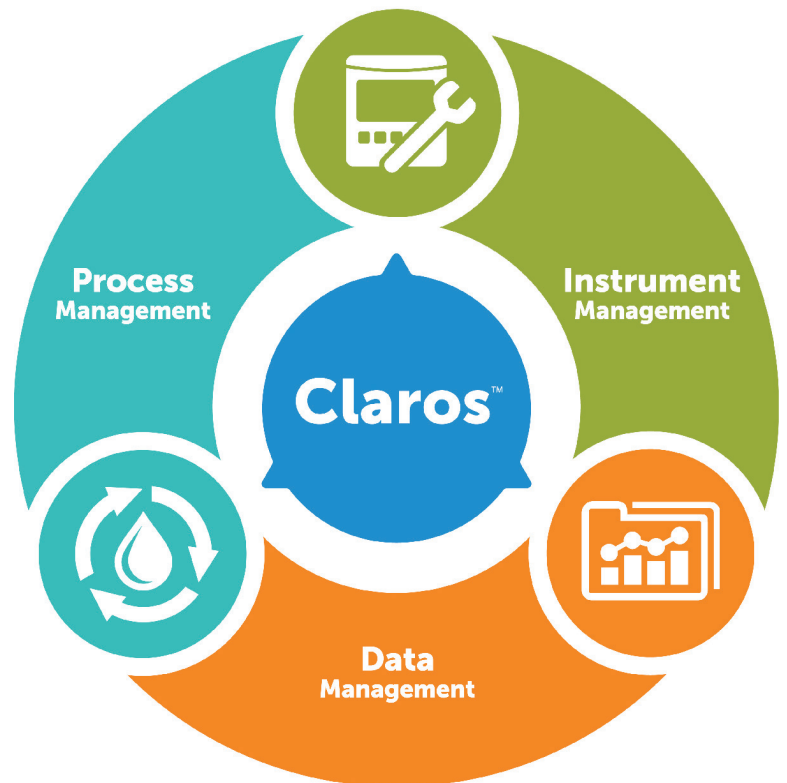 Process
Management
Instrument
Management
Claros™
Data
Management